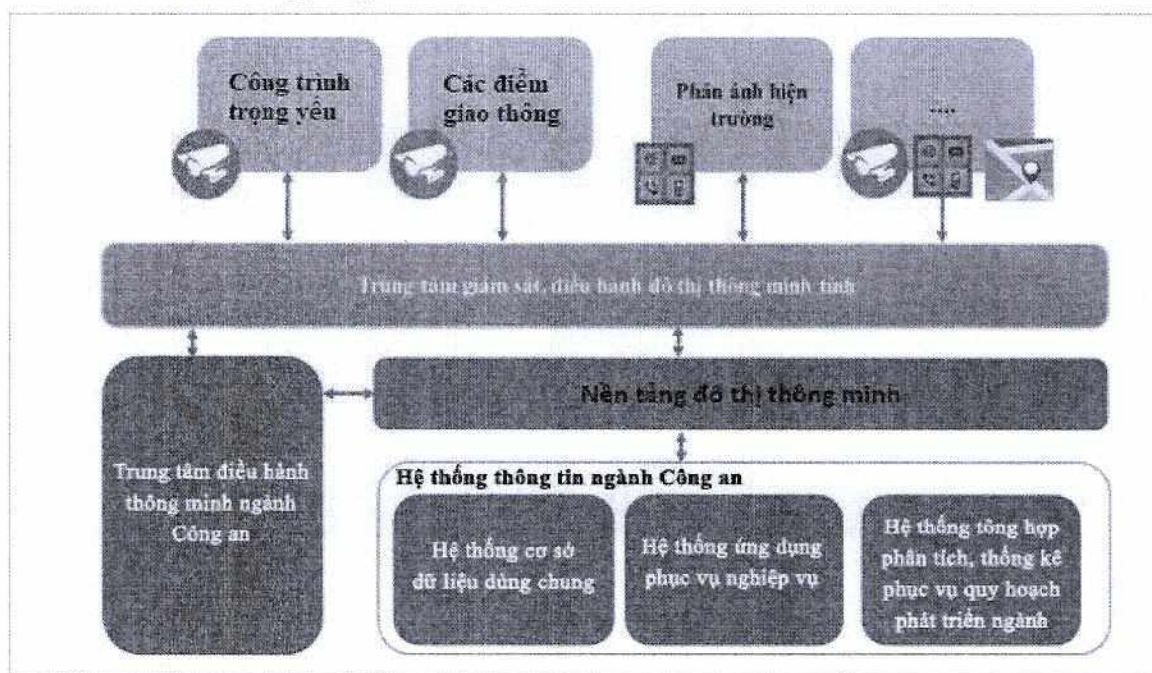 Công trình
trọng yếu
Các điểm
giao thông
Phản ánh hiện
trường
....
Trung tâm giám sát, điều hành đô thị thông minh tỉnh
Nền tảng đô thị thông minh
Trung tâm điều hành
thông minh ngành
Công an
Hệ thống thông tin ngành Công an
Hệ thống cơ sở
dữ liệu dùng chung
Hệ thống ứng dụng
phục vụ nghiệp vụ
Hệ thống tổng hợp
phân tích, thống kê
phục vụ quy hoạch
phát triển ngành